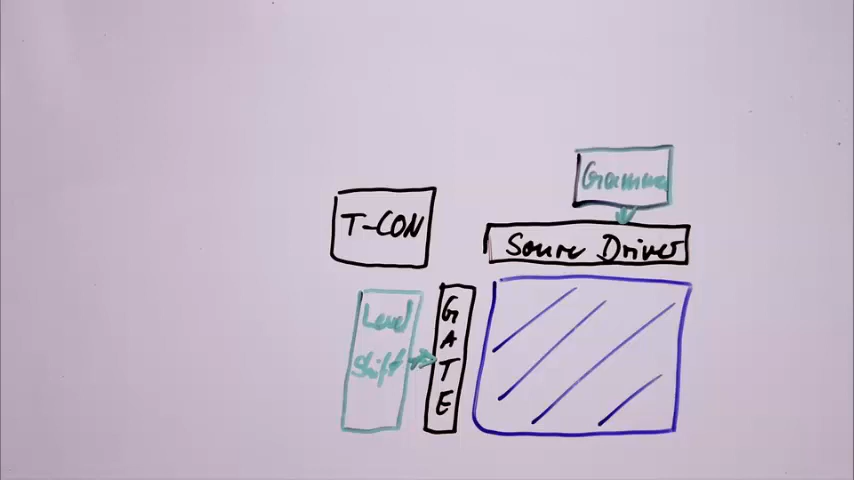 Gamma
T-CON
Source Driver
Level
Shift
GATE